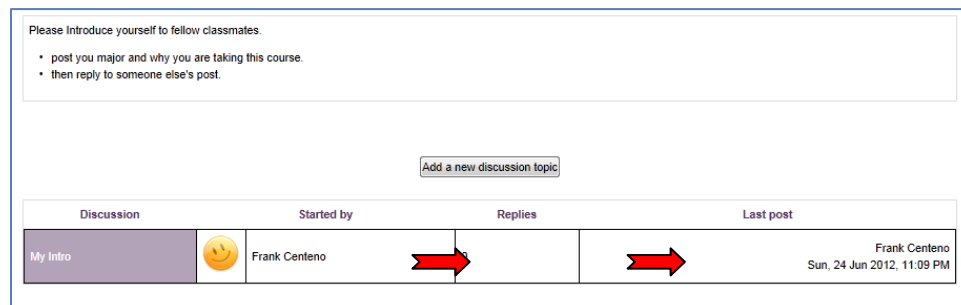 Please Introduce yourself to fellow classmates.
• post you major and why you are taking this course.
• then reply to someone else's post.
Add a new discussion topic
Discussion Started by Replies Last post
My Intro Frank Centeno Frank Centeno
Sun, 24 Jun 2012, 11:09 PM